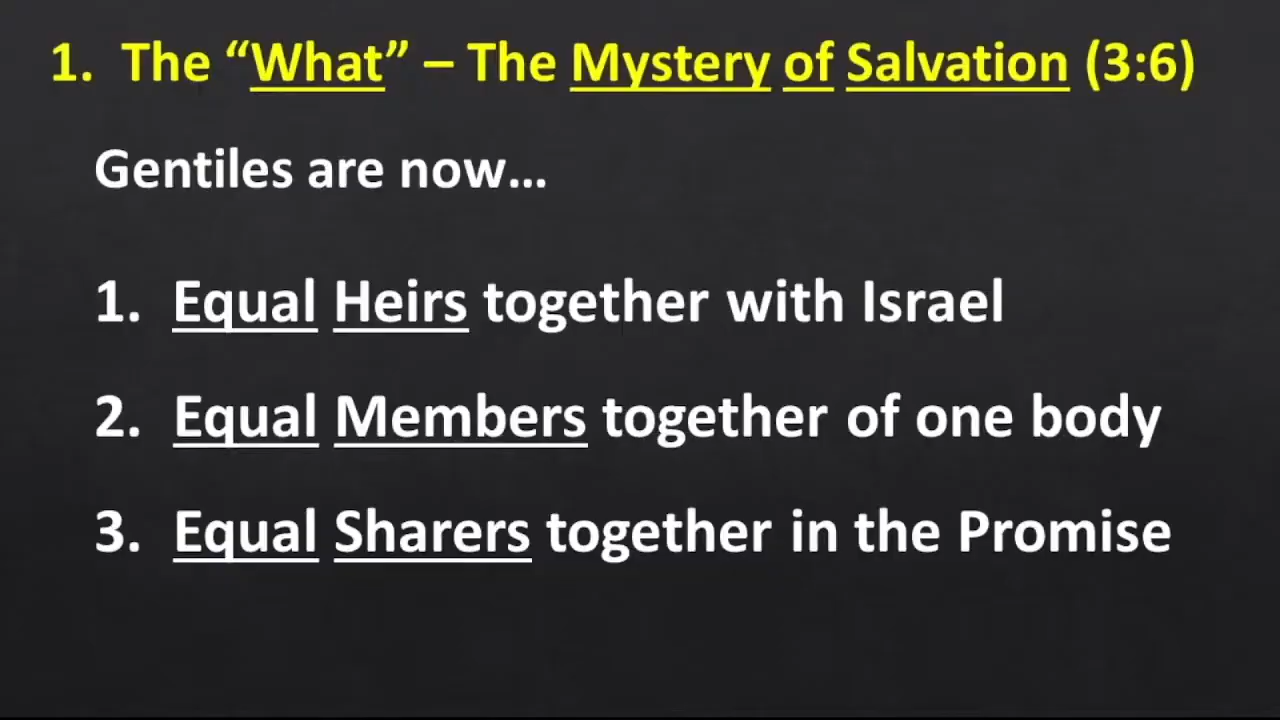 1. The “What” – The Mystery of Salvation (3:6)
Gentiles are now…
1. Equal Heirs together with Israel
2. Equal Members together of one body
3. Equal Sharers together in the Promise